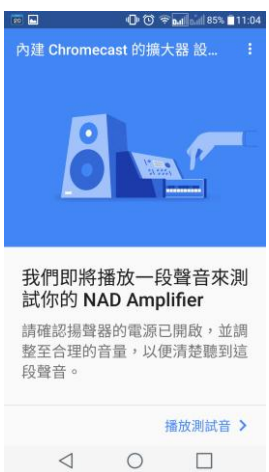 85% 11:04
內建 Chromecast 的擴大器 設...
我們即將播放一段聲音來測
試你的 NAD Amplifier
請確認揚聲器的電源已開啟，並調
整至合理的音量，以便清楚聽到這
段聲音。
播放測試音